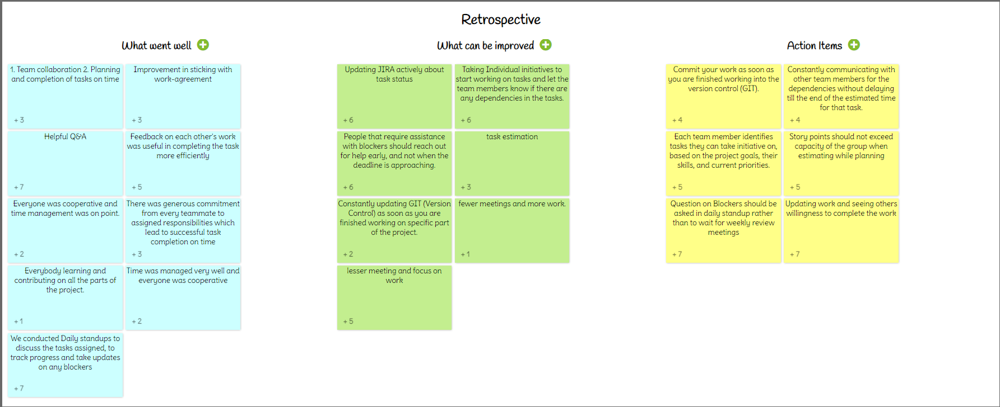 Retrospective
What went well
1. Team collaboration 2. Planning
and completion of tasks on time
+3
Improvement in sticking with
work-agreement
+3
Helpful Q&A
+7
Feedback on each other's work
was useful in completing the task
more efficiently
+5
Everyone was cooperative and
time management was on point.
+2
There was generous commitment
from every teammate to
assigned responsibilities which
lead to successful task
completion on time
+3
Everybody learning and
contributing on all the parts of
the project.
+1
Time was managed very well and
everyone was cooperative
+2
We conducted Daily standups to
discuss the tasks assigned, to
track progress and take updates
on any blockers
+7
What can be improved
Updating JIRA actively about
task status
+6
Taking Individual initiatives to
start working on tasks and let the
team members know if there are
any dependencies in the tasks.
+6
People that require assistance
with blockers should reach out
for help early, and not when the
deadline is approaching.
+6
task estimation
+3
Constantly updating GIT (Version
Control) as soon as you are
finished working on specific part
of the project.
+2
fewer meetings and more work.
+1
lesser meeting and focus on
work
+5
Action Items
Commit your work as soon as
you are finished working into the
version control (GIT).
+4
Constantly communicating with
other team members for the
dependencies without delaying
till the end of the estimated time
for that task.
+4
Each team member identifies
tasks they can take initiative on,
based on the project goals, their
skills, and current priorities.
+5
Story points should not exceed
capacity of the group when
estimating while planning
+5
Question on Blockers should be
asked in daily standup rather
than to wait for weekly review
meetings
+7
Updating work and seeing others
willingness to complete the work
+7